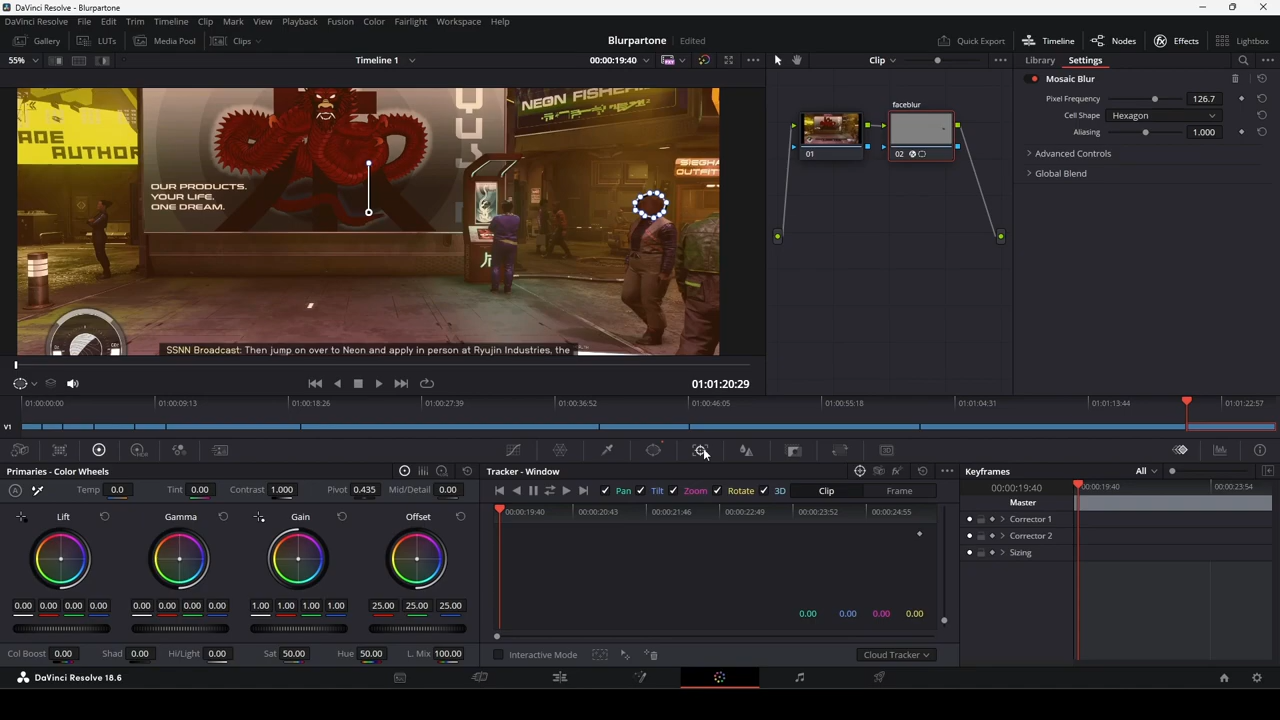 DaVinci Resolve - Blurpartone
DaVinci Resolve File Edit Trim Timeline Clip Mark View Playback Fusion Color Fairlight Workspace Help
Gallery LUTs Media Pool Clips Blurpartone Edited Quick Export Timeline Nodes Effects Lightbox
55% Timeline 1 00:00:19:40 Clip Library Settings
Mosaic Blur
Pixel Frequency 126.7
Cell Shape Hexagon
Aliasing 1.000
Advanced Controls
Global Blend
faceblur
01 02
ADE
AUTHOR
NEON FISHER
SIEGHA
OUTFIT
OUR PRODUCTS.
YOUR LIFE.
ONE DREAM.
SSNN Broadcast: Then jump on over to Neon and apply in person at Ryujin Industries, the
01:01:20:29
01:00:00:00 01:00:09:13 01:00:18:26 01:00:27:39 01:00:36:52 01:00:46:05 01:00:55:18 01:01:04:31 01:01:13:44 01:01:22:57
V1
Primaries - Color Wheels
Temp 0.0 Tint 0.00 Contrast 1.000 Pivot 0.435 Mid/Detail 0.00
Lift Gamma Gain Offset
0.00 0.00 0.00 0.00 0.00 0.00 0.00 0.00 1.00 1.00 1.00 1.00 25.00 25.00 25.00
Col Boost 0.00 Shad 0.00 Hi/Light 0.00 Sat 50.00 Hue 50.00 L. Mix 100.00
Tracker - Window
Pan Tilt Zoom Rotate 3D Clip Frame
00:00:19:40 00:00:20:43 00:00:21:46 00:00:22:49 00:00:23:52 00:00:24:55
0.00 0.00 0.00 0.00
Interactive Mode Cloud Tracker
Keyframes All
00:00:19:40 00:00:19:40 00:00:23:54
Master
Corrector 1
Corrector 2
Sizing
DaVinci Resolve 18.6